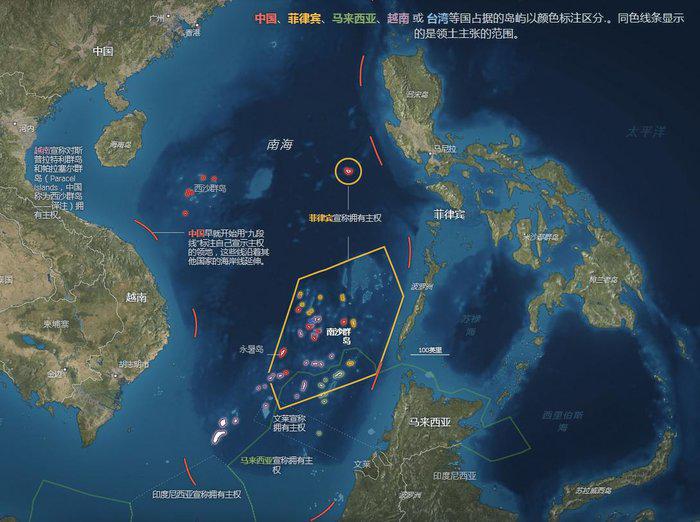 中国、菲律宾、马来西亚、越南 或 台湾等国占据的岛屿以颜色标注区分.。同色线条显示
的是领土主张的范围。
广州
香港
中国
河内
海南岛
吕宋岛
南海
太平洋
马尼拉
越南宣称对斯
普拉特利群岛
和帕拉塞尔群
岛（Paracel
Islands，中国
称为西沙群岛
——译注）拥
有主权。
西沙群岛
菲律宾宣称拥有主权
菲律宾
中国早就开始用“九段
线”标注自己宣示主权
的领地，这些线沿着其
他国家的海岸线延伸。
米沙鄢群岛
泰国
越南
巴拉望岛
棉兰老岛
柬埔寨
南沙群
岛
苏禄
海
永暑岛
100英里
金边
胡志明市
文莱宣称
拥有主权
马来西亚
西里伯斯
海
马来西亚宣称拥有主
权
文莱
印度尼西亚宣称拥有主权
婆罗洲
印度尼西亚
苏拉威西岛